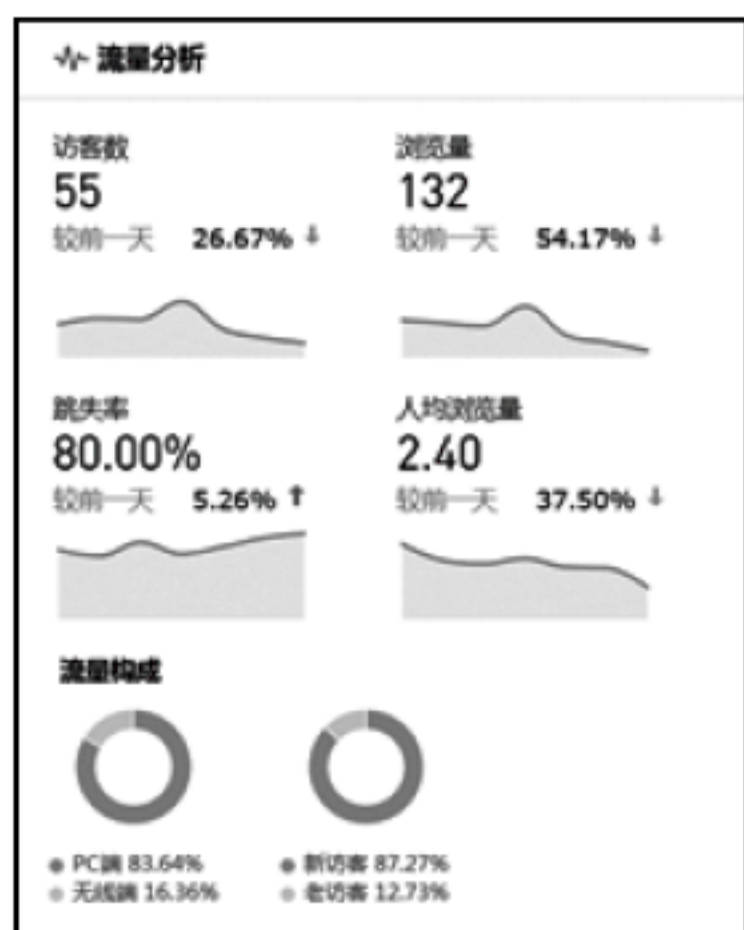 流量分析
访客数 浏览量
55 132
较前一天 26.67% ↓ 较前一天 54.17% ↓
跳失率 人均浏览量
80.00% 2.40
较前一天 5.26% ↑ 较前一天 37.50% ↓
流量构成
PC端 83.64% 新访客 87.27%
无线端 16.36% 老访客 12.73%